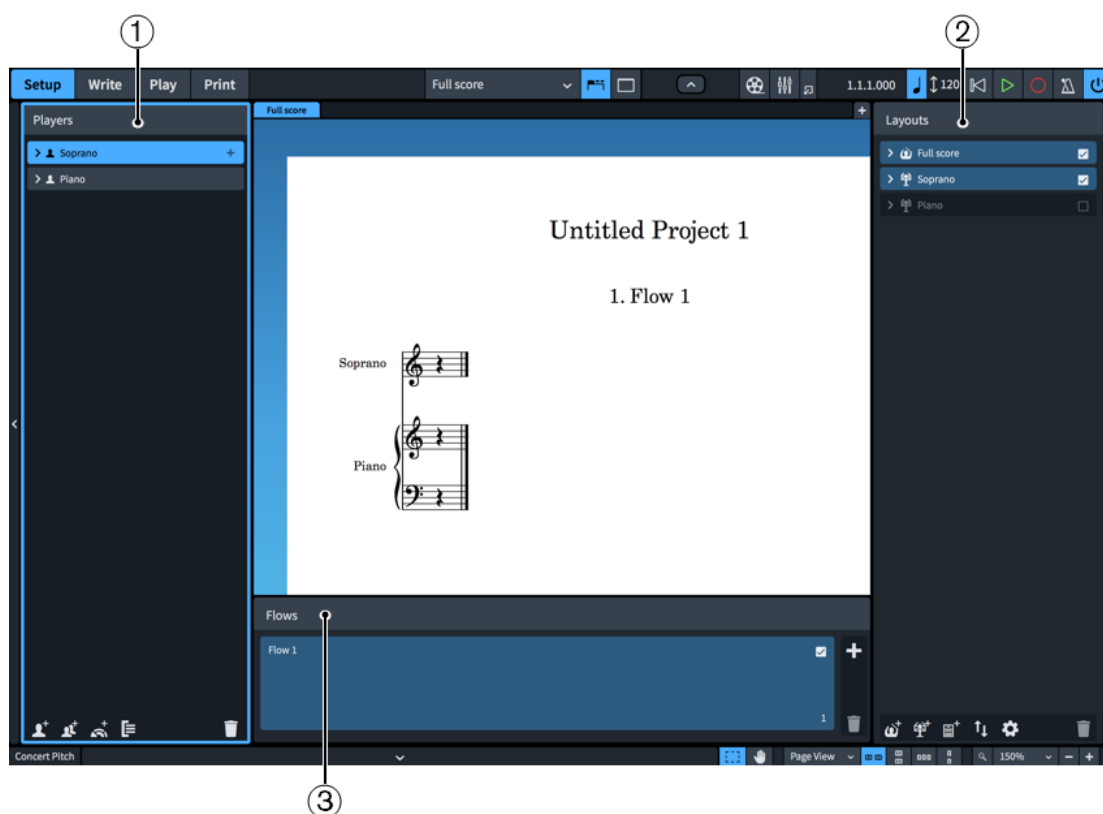 ① ②
Setup Write Play Print Full score 1.1.1.000 120
Players Full score Layouts
Soprano Full score
Piano Soprano
Piano
Untitled Project 1
1. Flow 1
Soprano
Piano
Flows
Flow 1
1
Concert Pitch Page View 150%
③